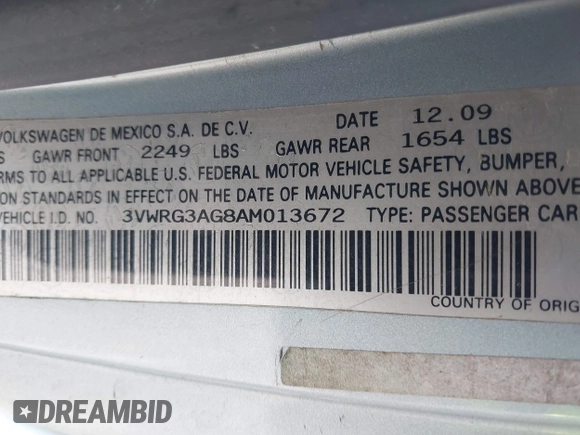 VOLKSWAGEN DE MEXICO S.A. DE C.V. DATE 12.09
GAWR FRONT 2249 LBS GAWR REAR 1654 LBS
TO ALL APPLICABLE U.S. FEDERAL MOTOR VEHICLE SAFETY, BUMPER,
STANDARDS IN EFFECT ON THE DATE OF MANUFACTURE SHOWN ABOVE
VEHICLE I.D. NO. 3VWRG3AG8AM013672 TYPE: PASSENGER CAR
COUNTRY OF ORIG
DREAMBID